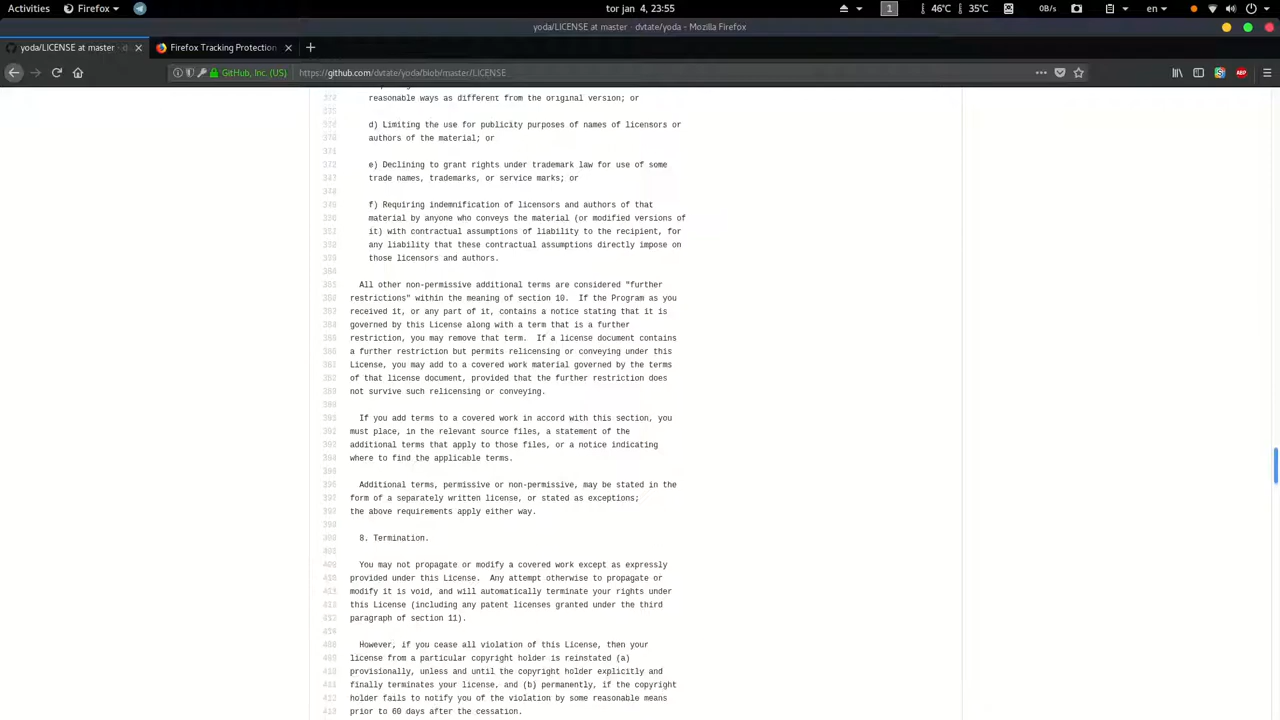 Activities Firefox tor jan 4, 23:55 1 46°C 35°C 0B/s en
yoda/LICENSE at master · dvtate/yoda - Mozilla Firefox
yoda/LICENSE at master · Firefox Tracking Protection
GitHub, Inc. (US) https://github.com/dvtate/yoda/blob/master/LICENSE
reasonable ways as different from the original version; or
d) Limiting the use for publicity purposes of names of licensors or
authors of the material; or
e) Declining to grant rights under trademark law for use of some
trade names, trademarks, or service marks; or
f) Requiring indemnification of licensors and authors of that
material by anyone who conveys the material (or modified versions of
it) with contractual assumptions of liability to the recipient, for
any liability that these contractual assumptions directly impose on
those licensors and authors.
All other non-permissive additional terms are considered "further
restrictions" within the meaning of section 10. If the Program as you
received it, or any part of it, contains a notice stating that it is
governed by this License along with a term that is a further
restriction, you may remove that term. If a license document contains
a further restriction but permits relicensing or conveying under this
License, you may add to a covered work material governed by the terms
of that license document, provided that the further restriction does
not survive such relicensing or conveying.
If you add terms to a covered work in accord with this section, you
must place, in the relevant source files, a statement of the
additional terms that apply to those files, or a notice indicating
where to find the applicable terms.
Additional terms, permissive or non-permissive, may be stated in the
form of a separately written license, or stated as exceptions;
the above requirements apply either way.
8. Termination.
You may not propagate or modify a covered work except as expressly
provided under this License. Any attempt otherwise to propagate or
modify it is void, and will automatically terminate your rights under
this License (including any patent licenses granted under the third
paragraph of section 11).
However, if you cease all violation of this License, then your
license from a particular copyright holder is reinstated (a)
provisionally, unless and until the copyright holder explicitly and
finally terminates your license, and (b) permanently, if the copyright
holder fails to notify you of the violation by some reasonable means
prior to 60 days after the cessation.